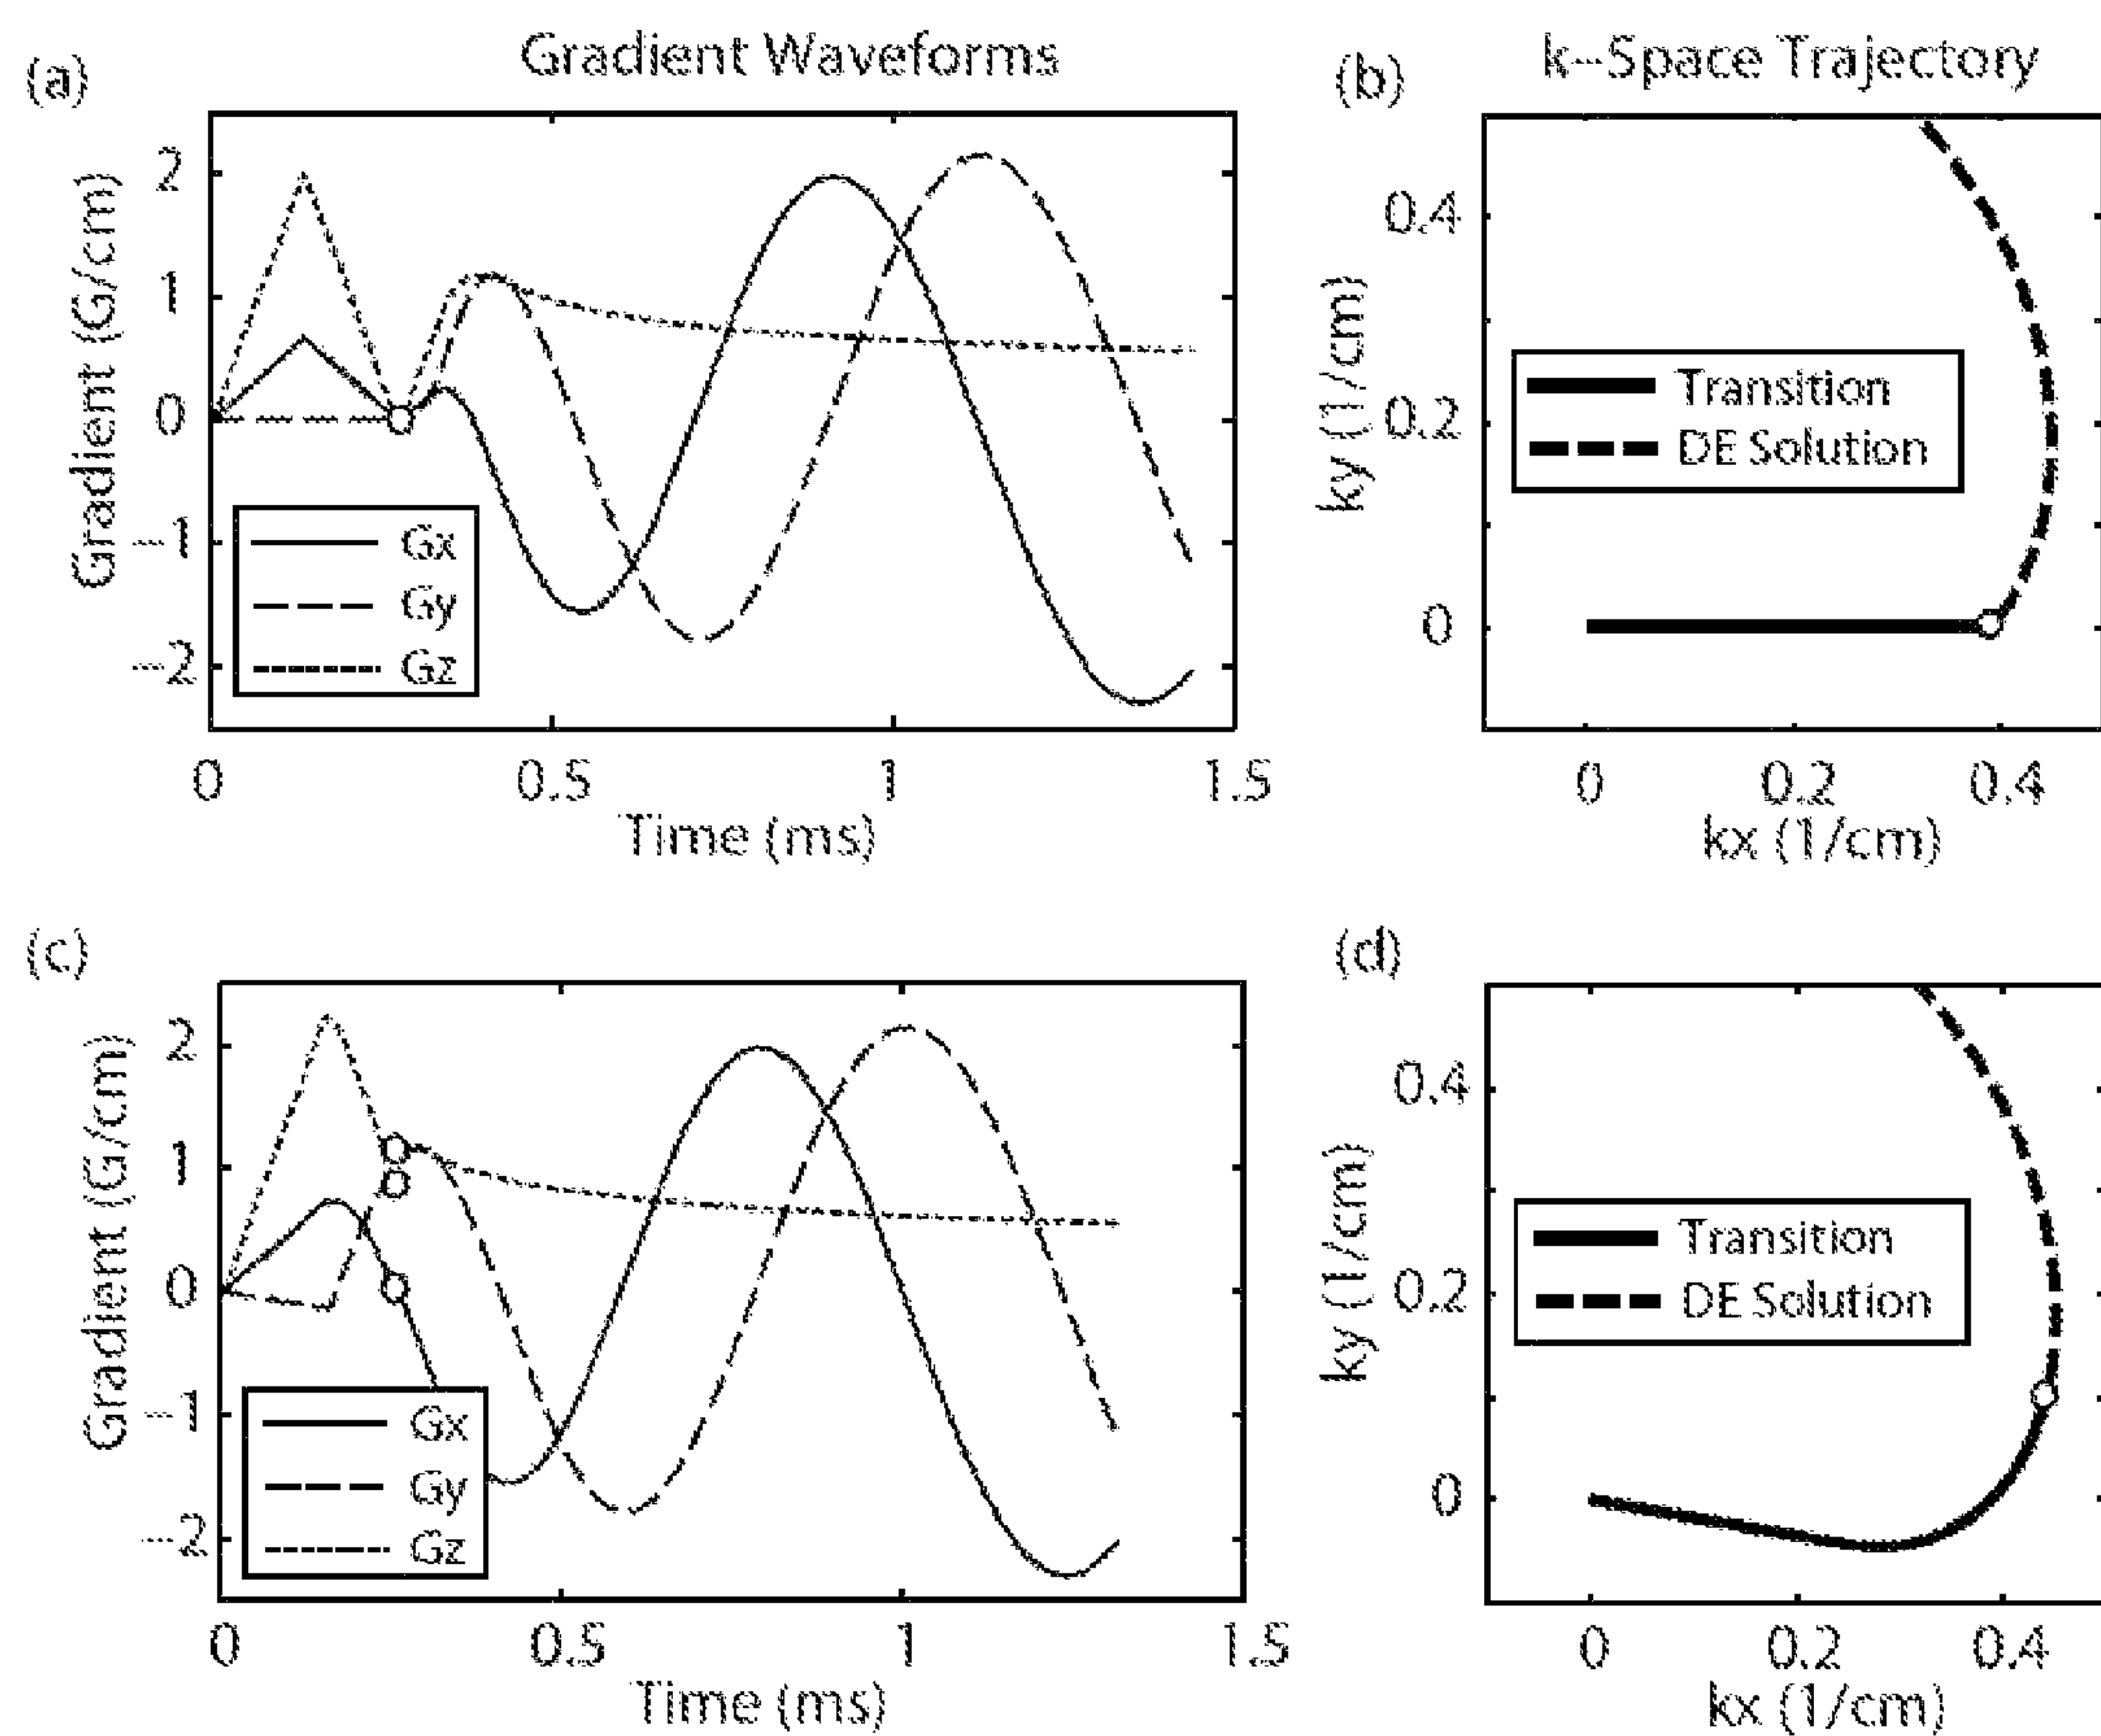 Gradient Waveforms
k--Space Trajectory
(a)
(b)
Gradient (G/cm)
2
1
0
-1
-2
Gx
Gy
Gz
0
0.5
1
1.5
Time (ms)
ky (1/cm)
0.4
0.2
0
Transition
DE Solution
0
0.2
0.4
kx (1/cm)
(c)
(d)
Gradient (G/cm)
2
1
0
-1
-2
Gx
Gy
Gz
0
0.5
1
1.5
Time (ms)
ky (1/cm)
0.4
0.2
0
Transition
DE Solution
0
0.2
0.4
kx (1/cm)